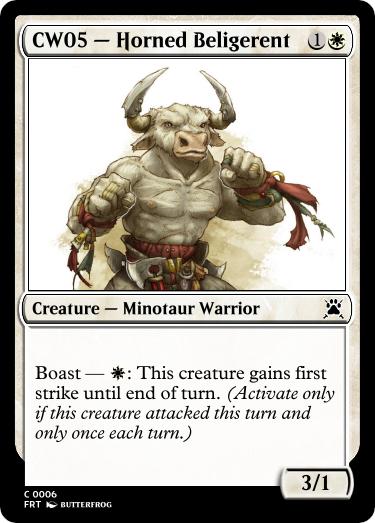 CW05 — Horned Beligerent 1
Creature — Minotaur Warrior
Boast — : This creature gains first
strike until end of turn. (Activate only
if this creature attacked this turn and
only once each turn.)
3/1
C 0006
FRT BUTTERFROG